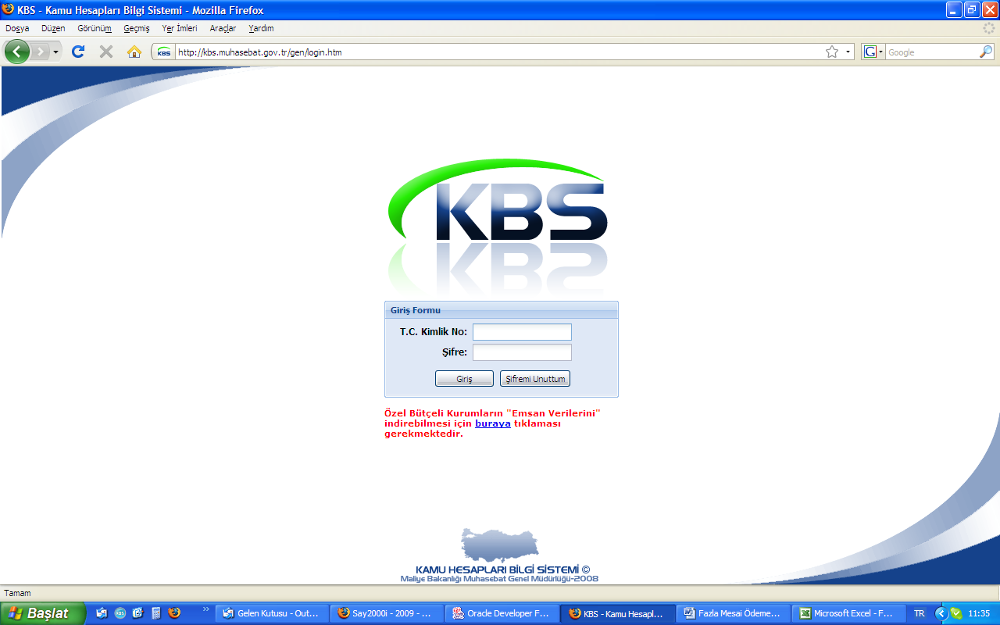 KBS - Kamu Hesapları Bilgi Sistemi - Mozilla Firefox
Dosya Düzen Görünüm Geçmiş Yer İmleri Araçlar Yardım
KBS http://kbs.muhasebat.gov.tr/gen/login.htm G Google
KBS
Giriş Formu
T.C. Kimlik No:
Şifre:
Giriş Şifremi Unuttum
Özel Bütçeli Kurumların "Emsan Verilerini"
indirebilmesi için buraya tıklaması
gerekmektedir.
KAMU HESAPLARI BİLGİ SİSTEMİ ©
Maliye Bakanlığı Muhasebat Genel Müdürlüğü-2008
Tamam
Başlat Gelen Kutusu - Out... Say2000i - 2009 - ... Oracle Developer F... KBS - Kamu Hesapl... Fazla Mesai Ödeme... Microsoft Excel - F... TR 11:35